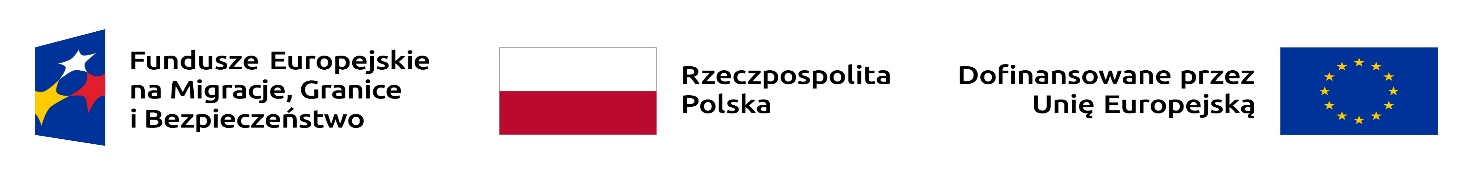 Fundusze Europejskie
na Migracje, Granice
i Bezpieczeństwo
Rzeczpospolita
Polska
Dofinansowane przez
Unię Europejską